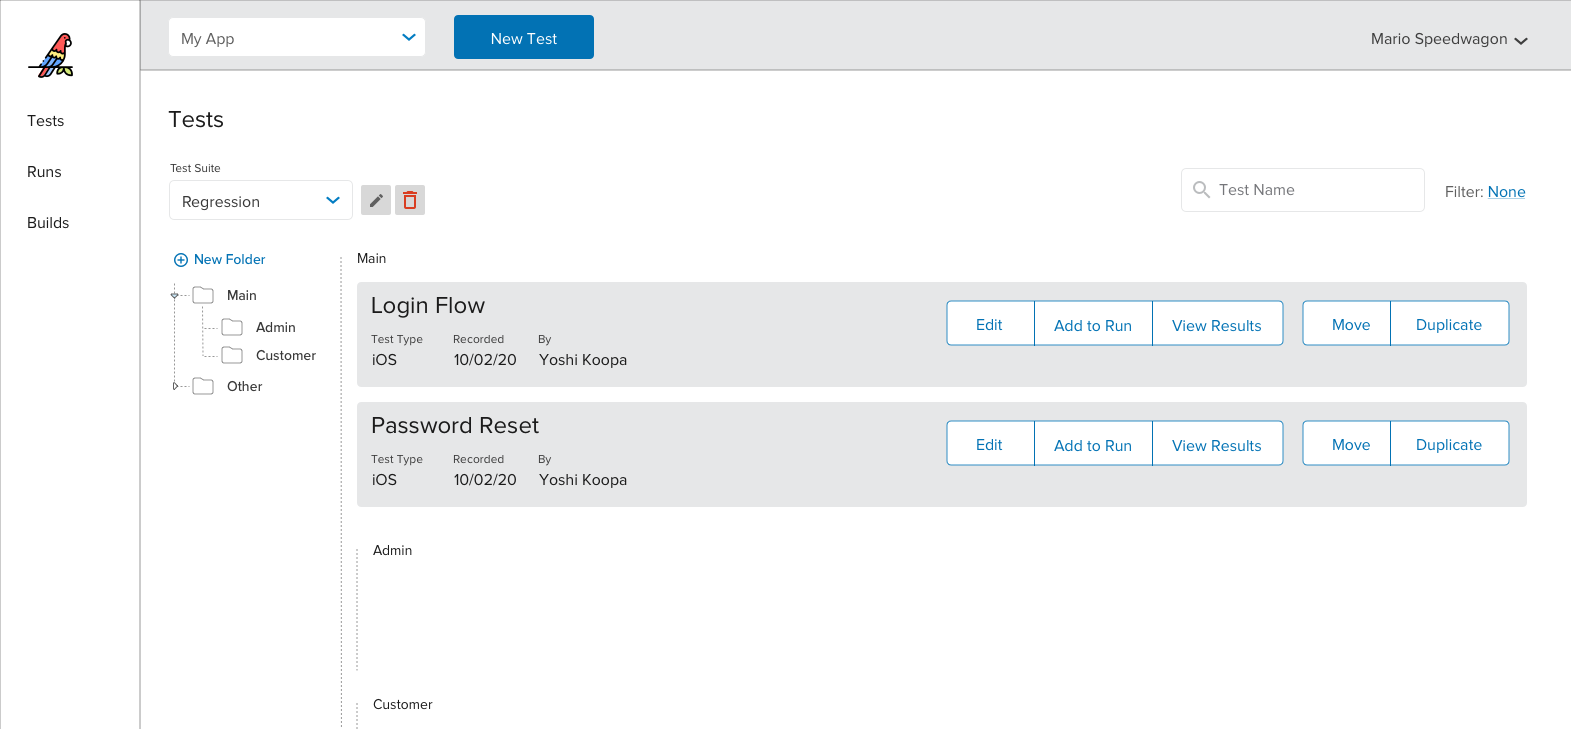 My App
New Test
Mario Speedwagon
Tests
Runs
Builds
Tests
Test Suite
Regression
Test Name
Filter: None
New Folder
Main
Admin
Customer
Other
Main
Login Flow
Test Type Recorded By
iOS 10/02/20 Yoshi Koopa
Edit Add to Run View Results Move Duplicate
Password Reset
Test Type Recorded By
iOS 10/02/20 Yoshi Koopa
Edit Add to Run View Results Move Duplicate
Admin
Customer